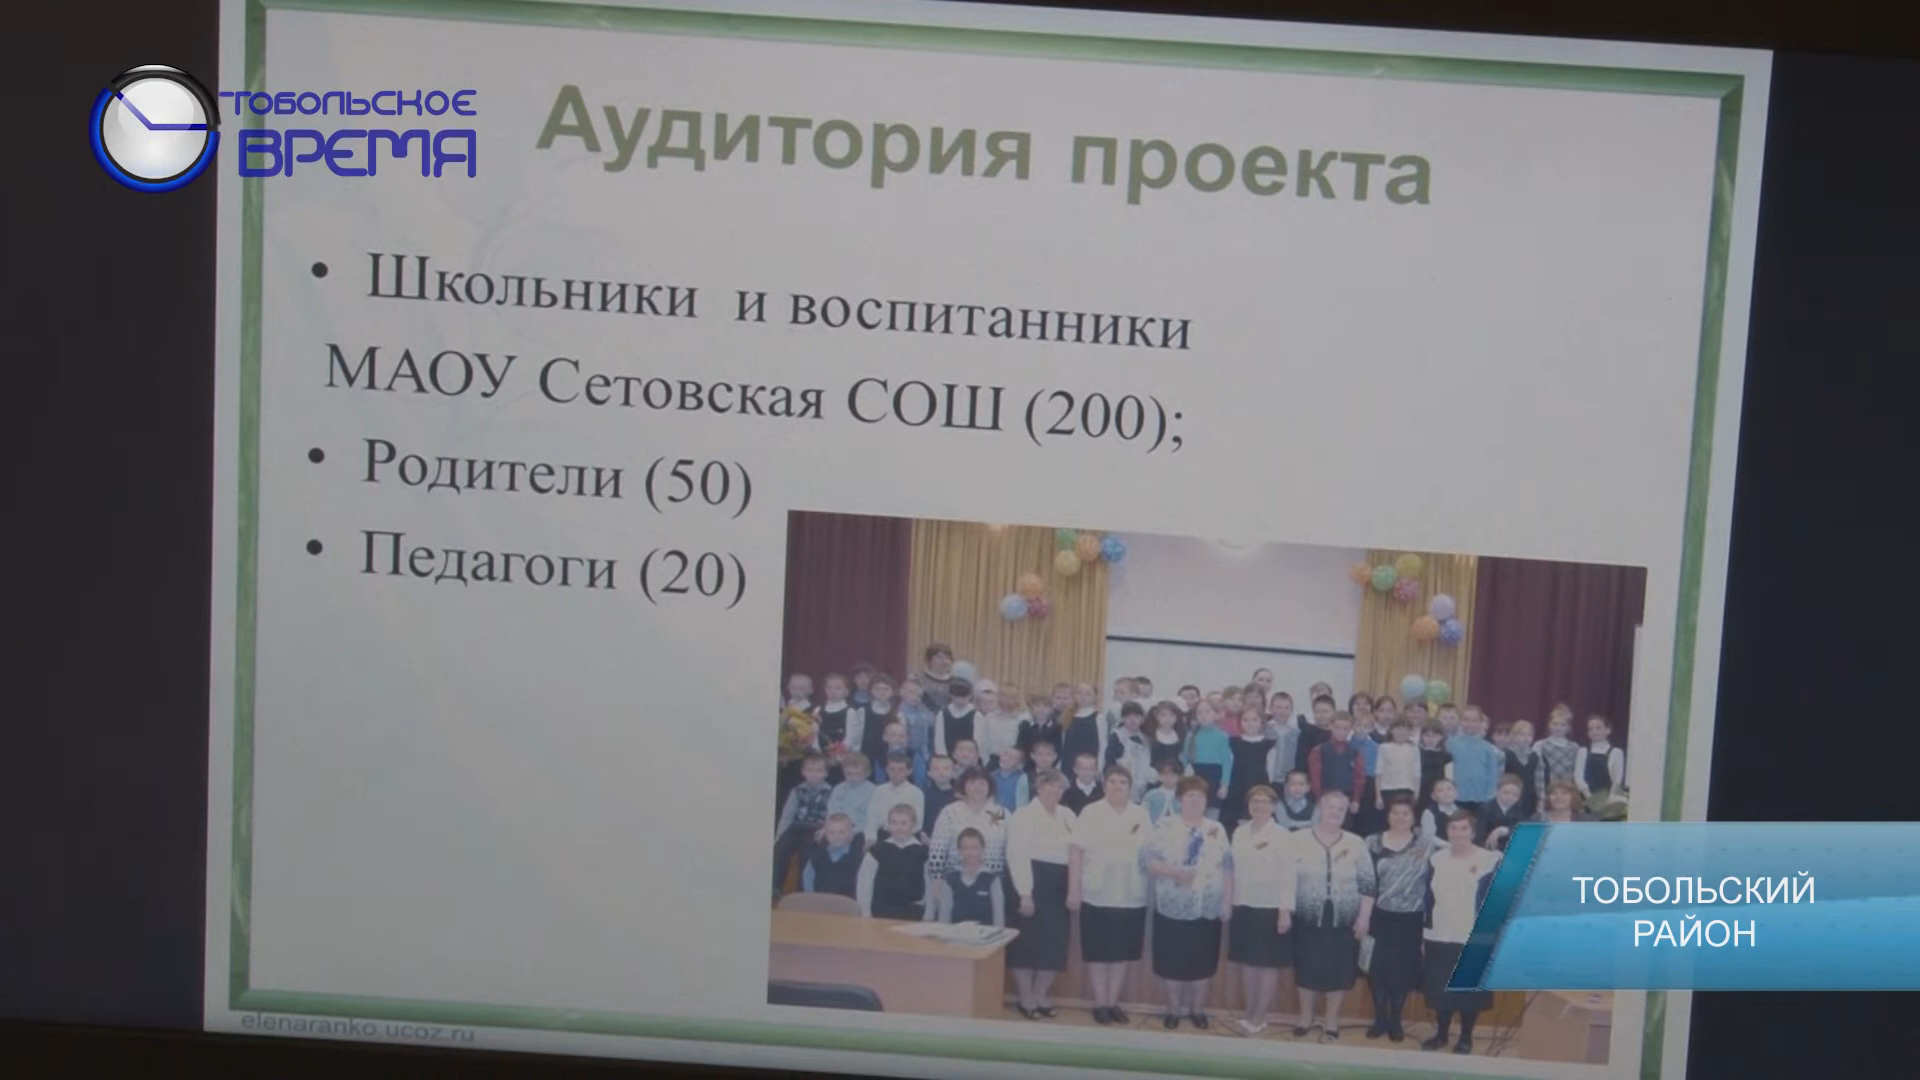 ТОБОЛЬСКОЕ
ВРЕМЯ
Аудитория проекта
• Школьники и воспитанники
МАОУ Сетовская СОШ (200);
• Родители (50)
• Педагоги (20)
ТОБОЛЬСКИЙ
РАЙОН
elenaranko.ucoz.ru